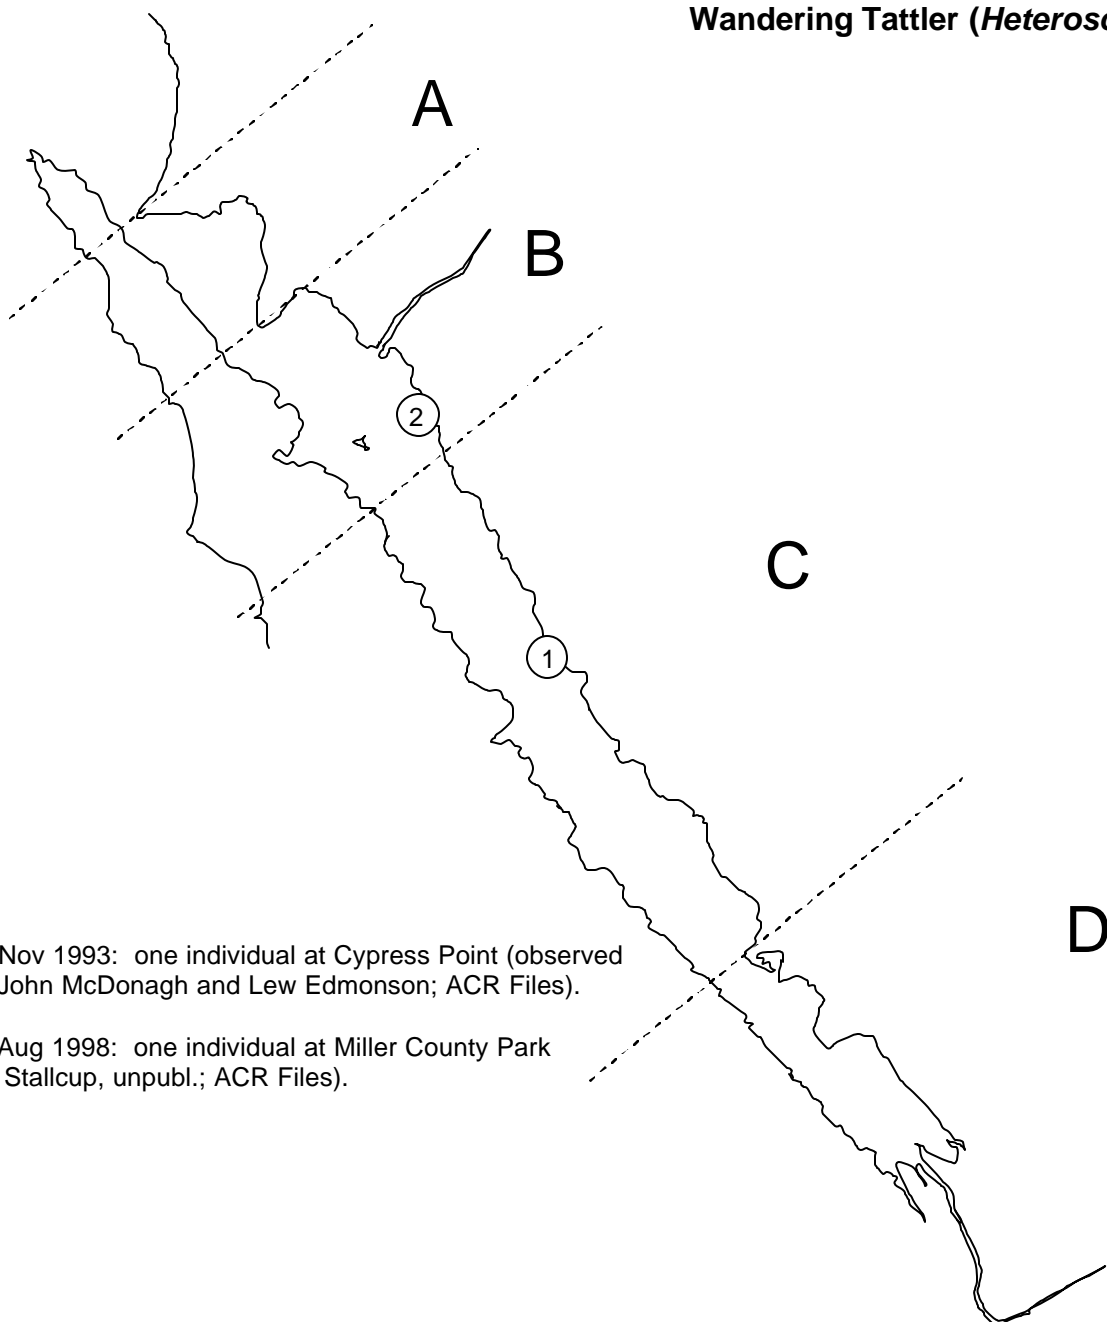 Wandering Tattler (Heterosc
A
B
2
C
1
D
Nov 1993:  one individual at Cypress Point (observed
John McDonagh and Lew Edmonson; ACR Files).
Aug 1998:  one individual at Miller County Park
Stallcup, unpubl.; ACR Files).